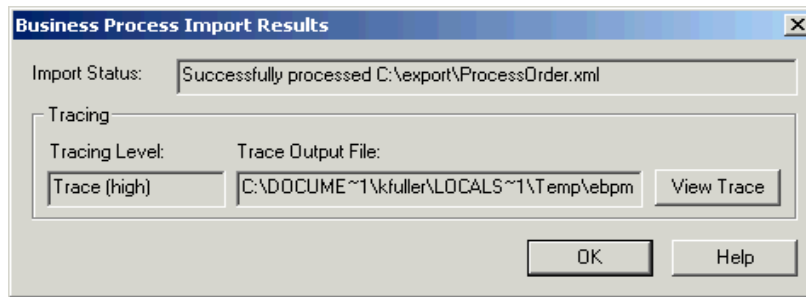 Business Process Import Results
Import Status: Successfully processed C:\export\ProcessOrder.xml
Tracing
Tracing Level: Trace Output File:
Trace (high) C:\DOCUME~1\kfuller\LOCALS~1\Temp\ebpm View Trace
OK Help